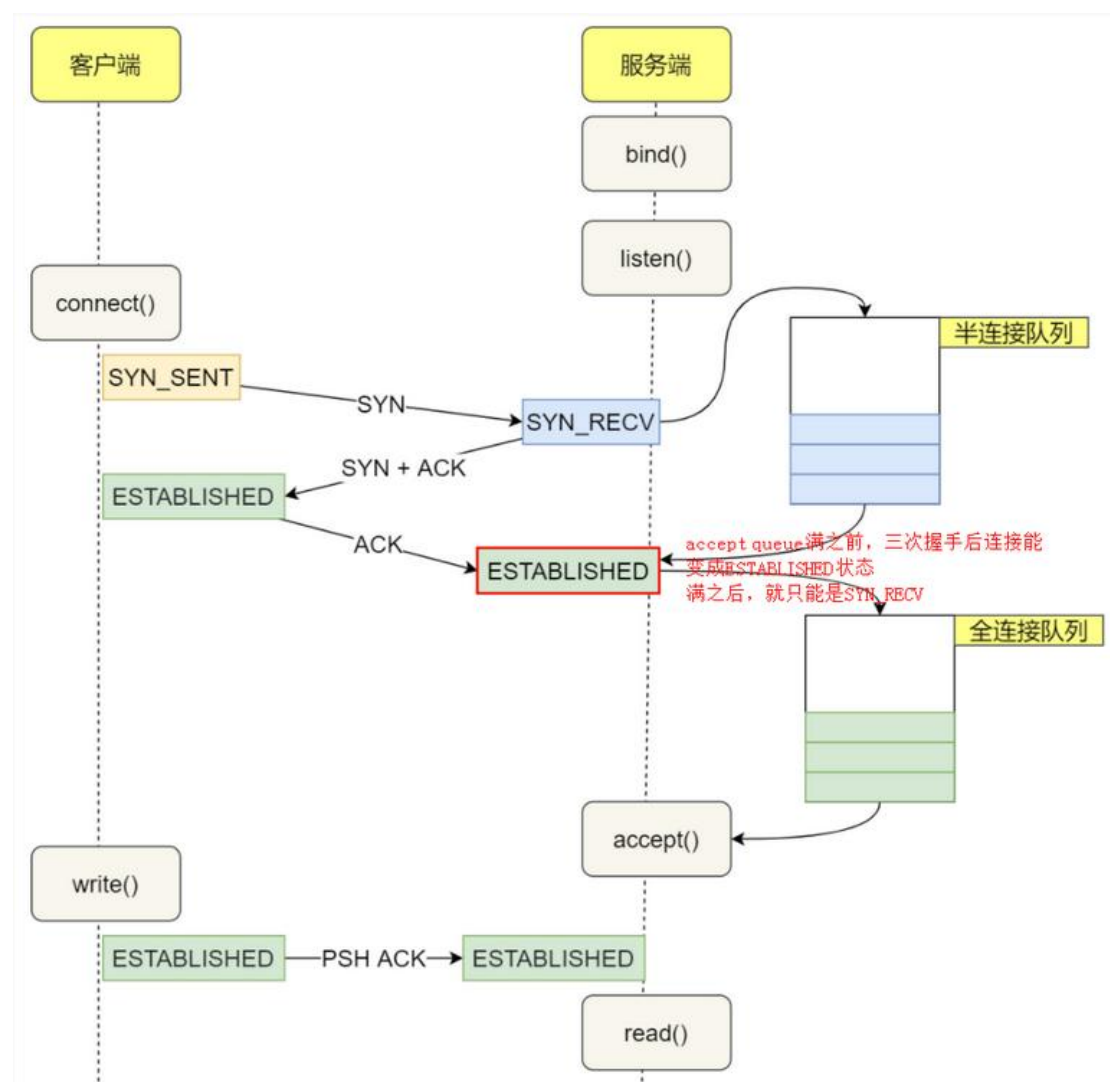 客户端
服务端
bind()
listen()
connect()
半连接队列
SYN_SENT
SYN
SYN_RECV
SYN + ACK
ESTABLISHED
ACK
ESTABLISHED
accept queue满之前，三次握手后连接能
变成ESTABLISHED状态
满之后，就只能是SYN_RECV
全连接队列
accept()
write()
ESTABLISHED
PSH ACK
ESTABLISHED
read()